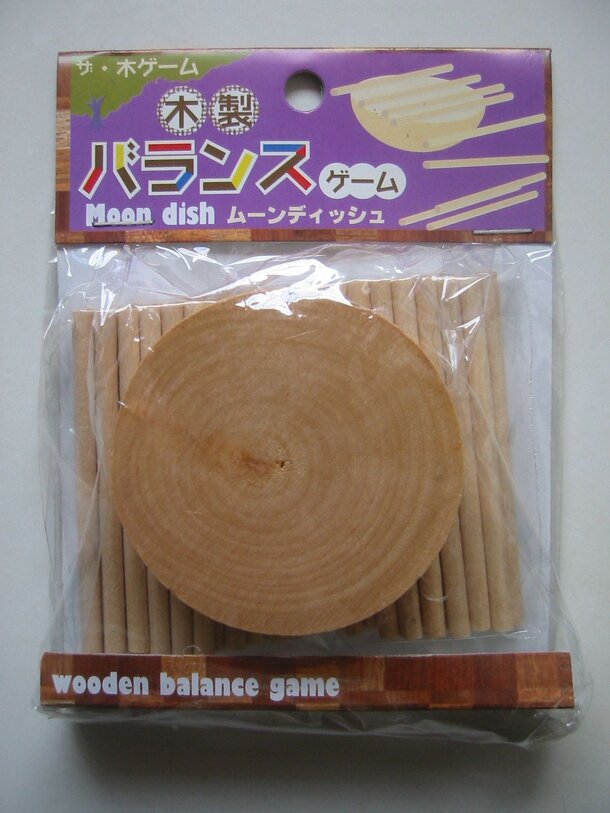 ザ・木ゲーム
木製
バランス
ゲーム
Moon dish ムーンディッシュ
wooden balance game